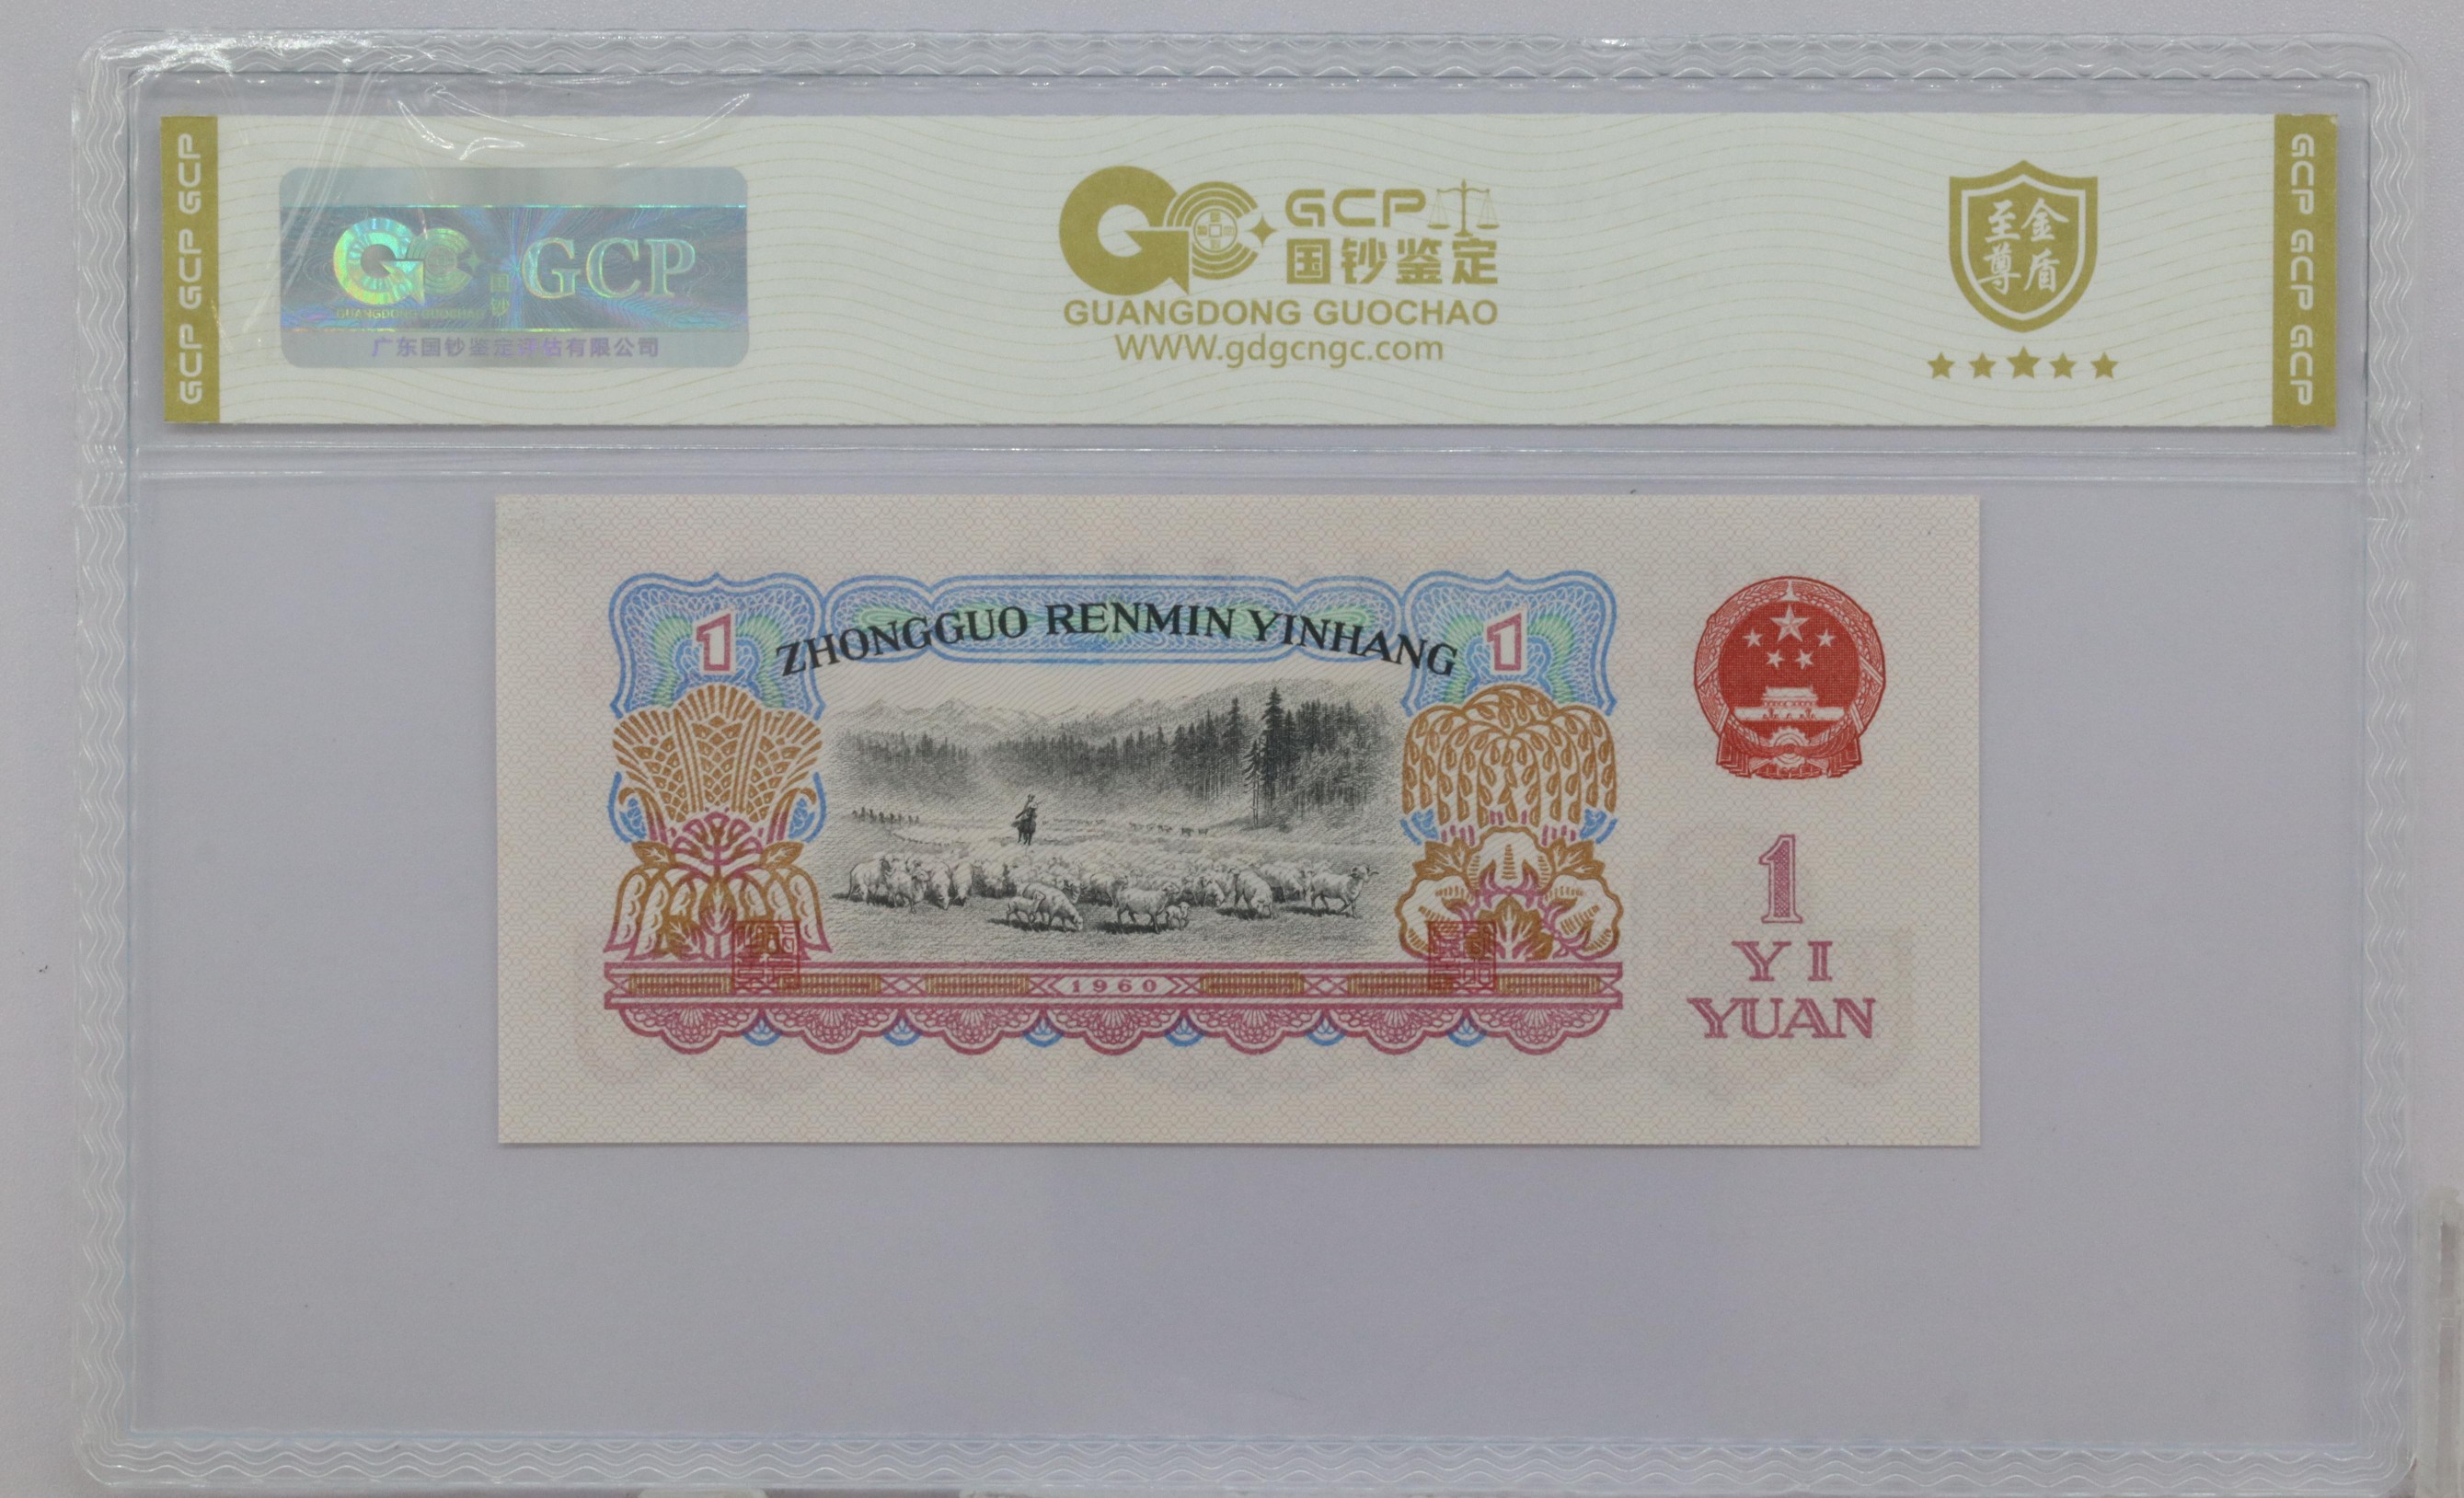 GCP GCP GCP
国钞
GCP
GUANGDONG GUOCHAO
广东国钞鉴定评估有限公司
GCP
国钞鉴定
GUANGDONG GUOCHAO
WWW.gdgcngc.com
至尊
金盾
GCP GCP GCP
1
ZHONGGUO RENMIN YINHANG
1
1960
1
YI
YUAN